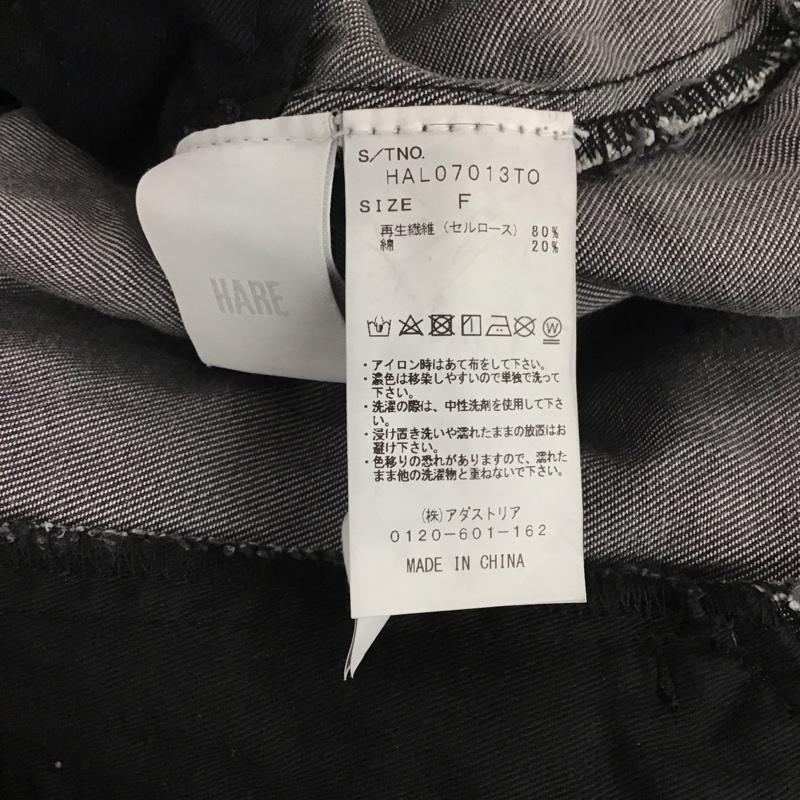 HARE
S/TNO.
HAL07013TO
SIZE F
再生繊維（セルロース） 80%
綿 20%
・アイロン時はあて布をして下さい。
・濃色は移染しやすいので単独で洗って
下さい。
・洗濯の際は、中性洗剤を使用して下さ
い。
・浸け置き洗いや濡れたままの放置はお
避け下さい。
・色移りの恐れがありますので、濡れた
まま他の洗濯物と重ねないで下さい。
（株）アダストリア
0120-601-162
MADE IN CHINA